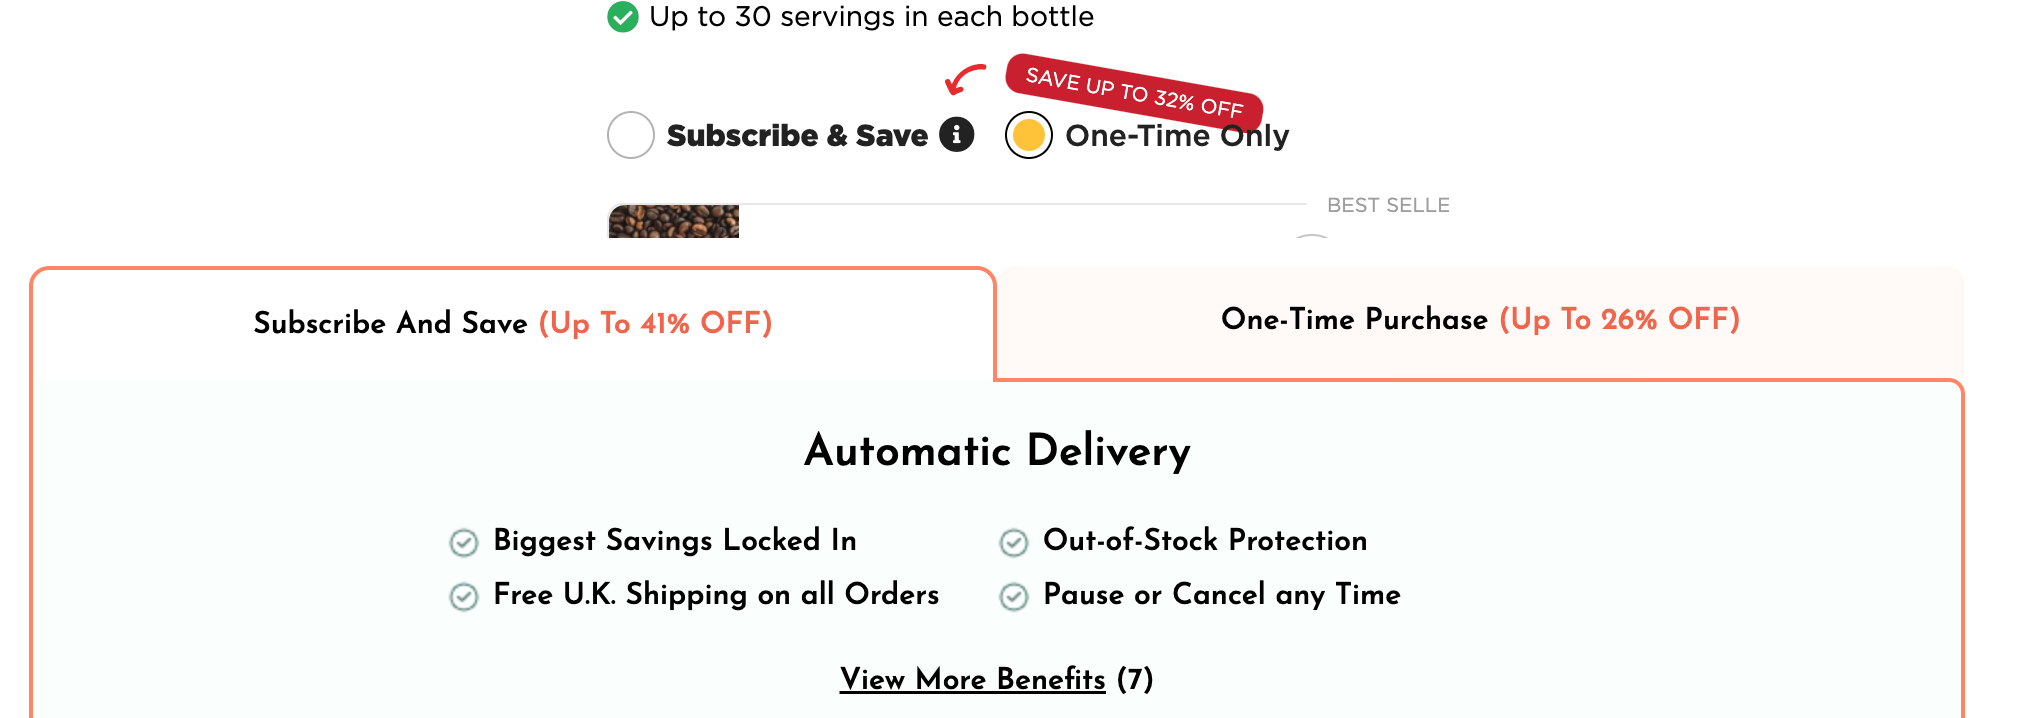 Up to 30 servings in each bottle
SAVE UP TO 32% OFF
Subscribe & Save One-Time Only
BEST SELLE
Subscribe And Save (Up To 41% OFF) One-Time Purchase (Up To 26% OFF)
Automatic Delivery
Biggest Savings Locked In Out-of-Stock Protection
Free U.K. Shipping on all Orders Pause or Cancel any Time
View More Benefits (7)